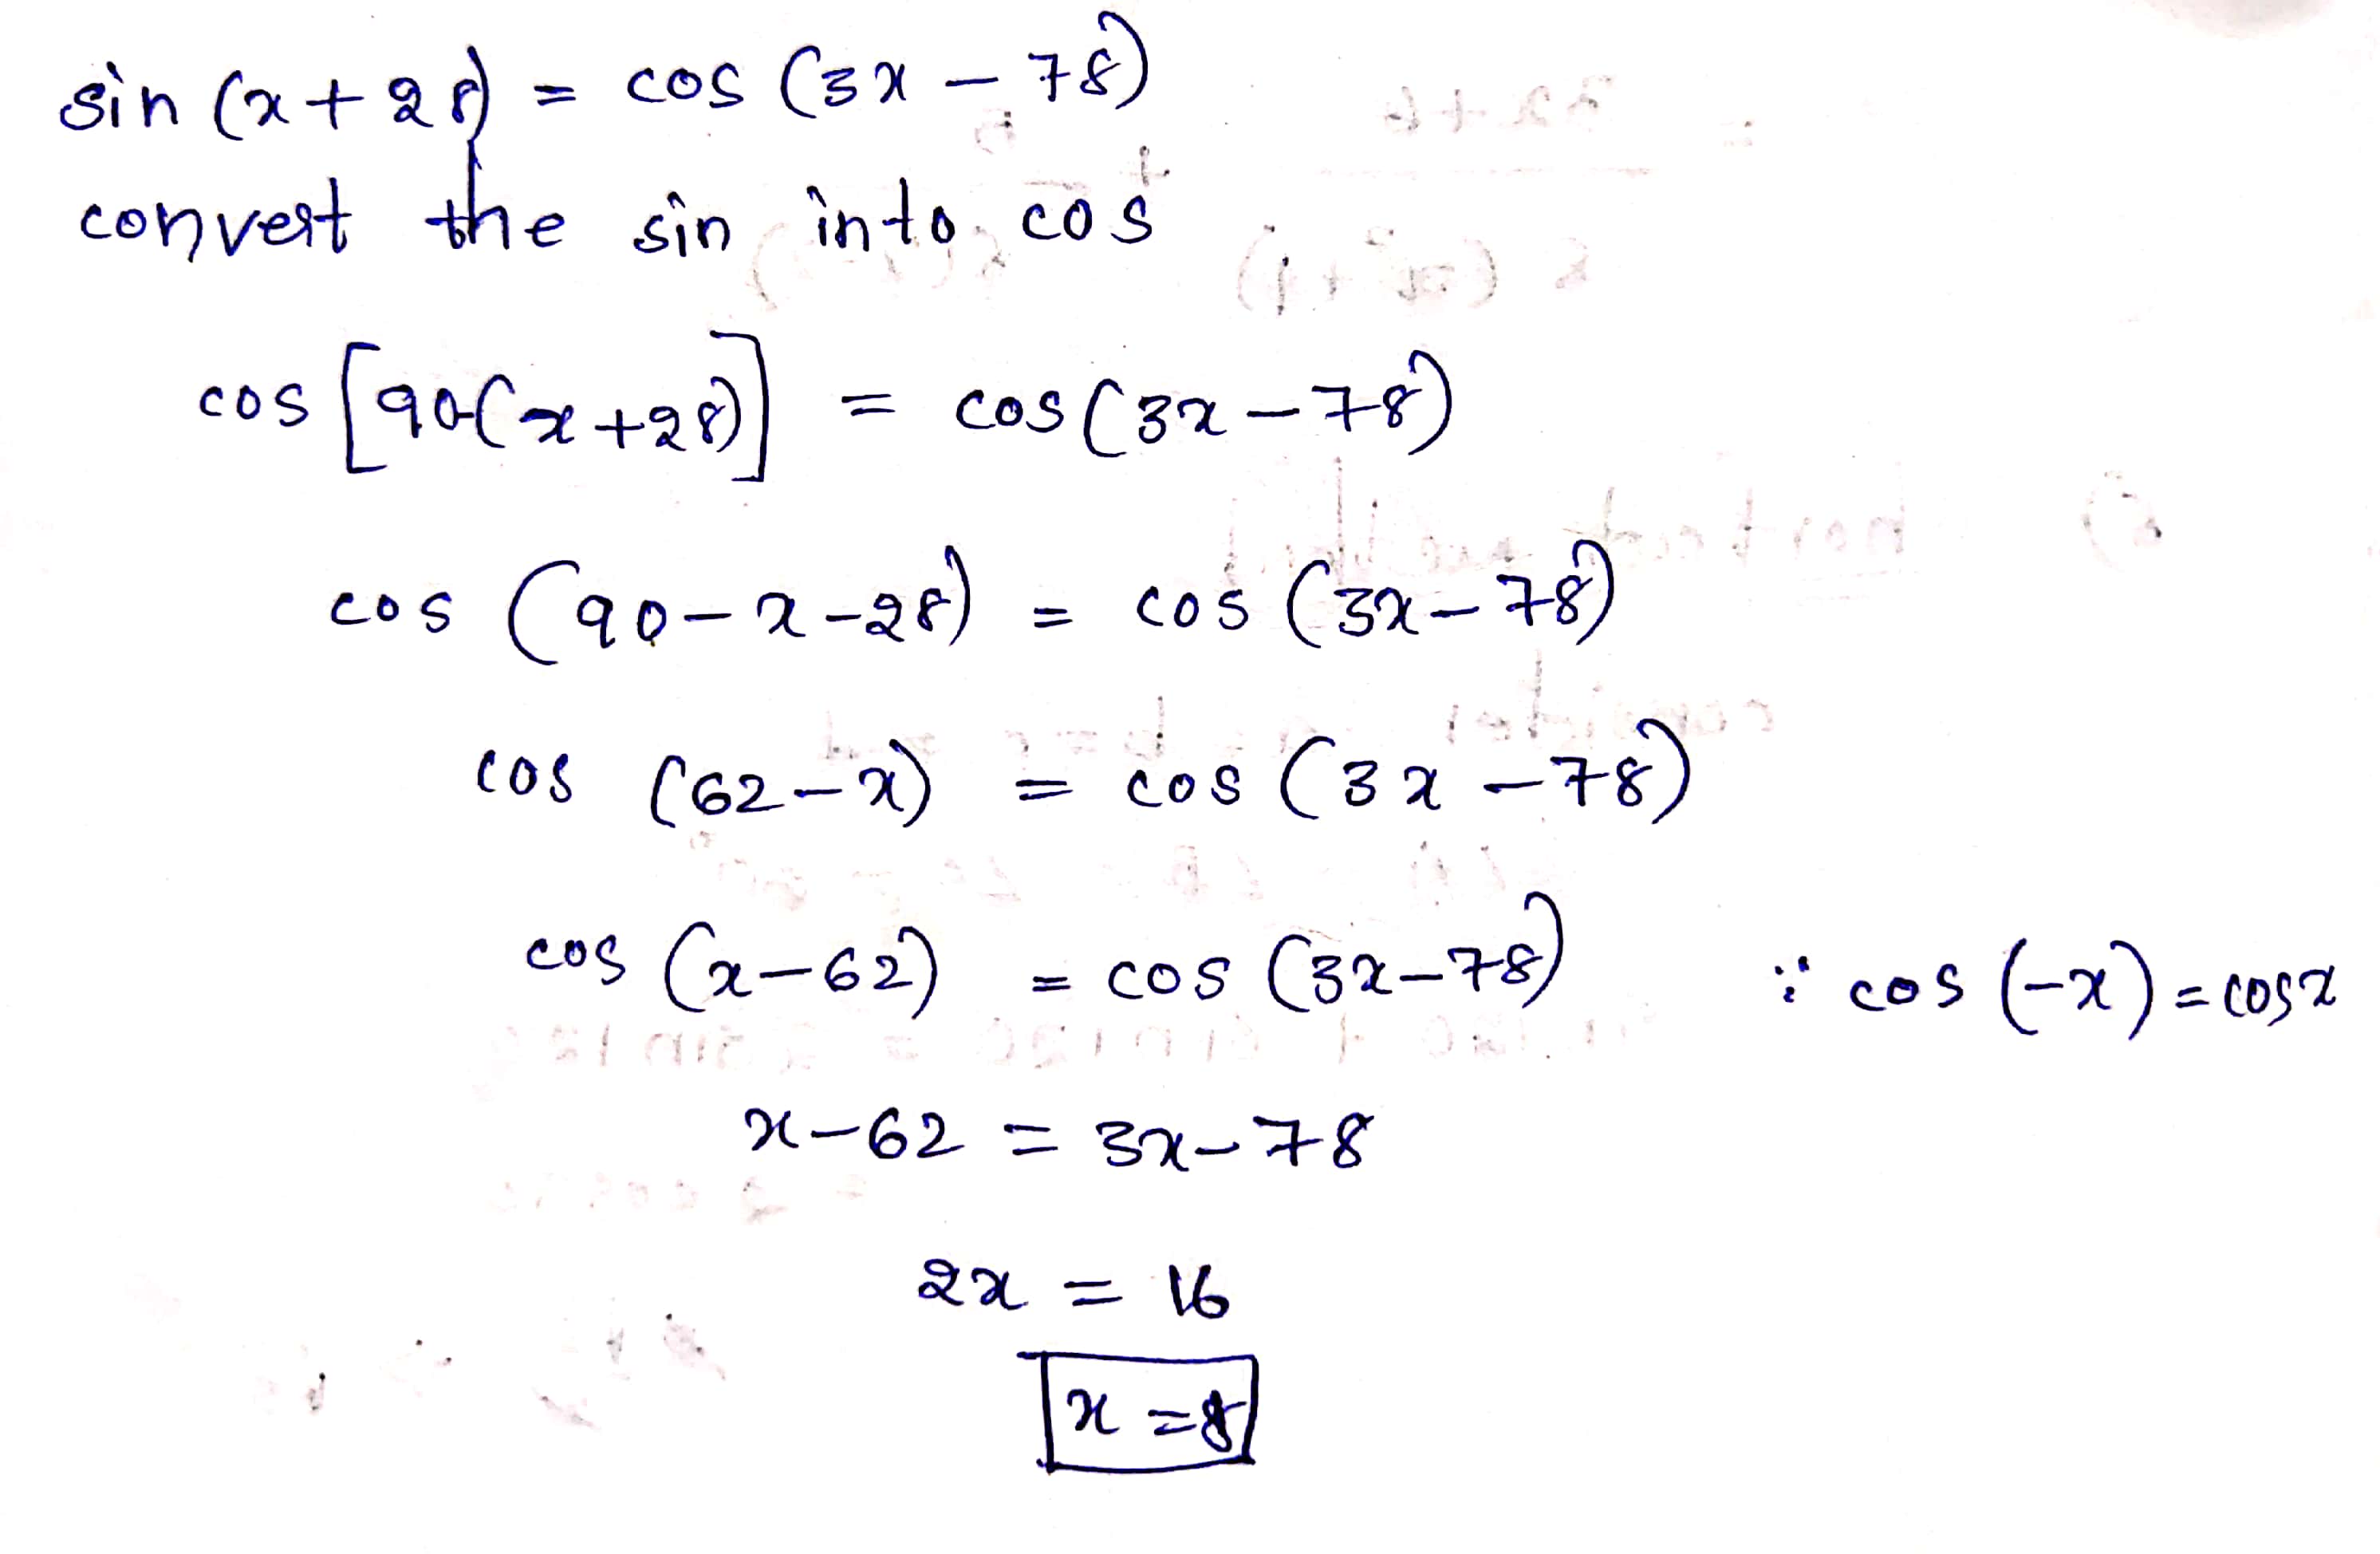 sin (x + 28) = cos (3x – 78)
convert the sin into cos
cos [90-(x+28)] = cos (3x – 78)
cos (90 – x – 28) = cos (3x – 78)
cos (62 – x) = cos (3x – 78)
cos (x – 62) = cos (3x – 78) ∵ cos (–x) = cosx
x – 62 = 3x – 78
2x = 16
x = 8